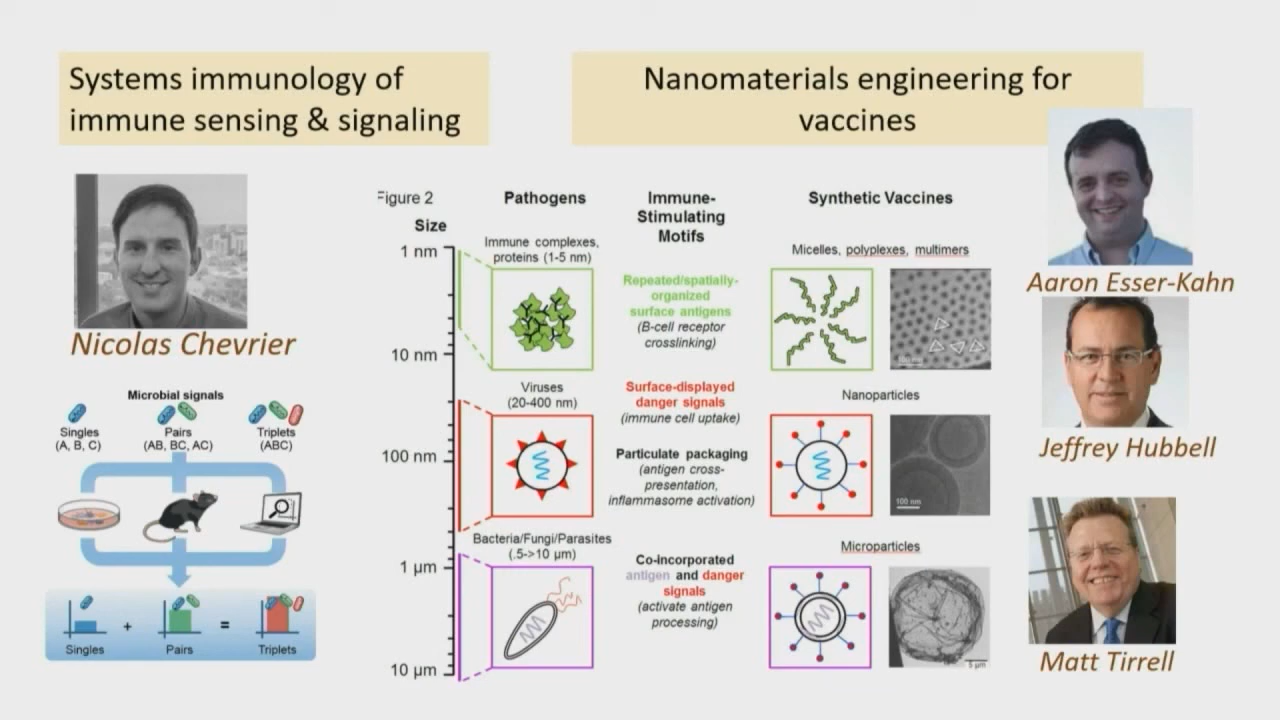 Systems immunology of
immune sensing & signaling
Nanomaterials engineering for
vaccines
Nicolas Chevrier
Microbial signals
Singles
(A, B, C)
Pairs
(AB, BC, AC)
Triplets
(ABC)
+
=
Singles
Pairs
Triplets
Figure 2
Size
Pathogens
Immune-
Stimulating
Motifs
Synthetic Vaccines
1 nm
10 nm
100 nm
1 µm
10 µm
Immune complexes,
proteins (1-5 nm)
Repeated/spatially-
organized
surface antigens
(B-cell receptor
crosslinking)
Micelles, polyplexes, multimers
Viruses
(20-400 nm)
Surface-displayed
danger signals
(immune cell uptake)
Particulate packaging
(antigen cross-
presentation,
inflammasome activation)
Nanoparticles
100 nm
Bacteria/Fungi/Parasites
(.5->10 µm)
Co-incorporated
antigen and danger
signals
(activate antigen
processing)
Microparticles
5 µm
Aaron Esser-Kahn
Jeffrey Hubbell
Matt Tirrell